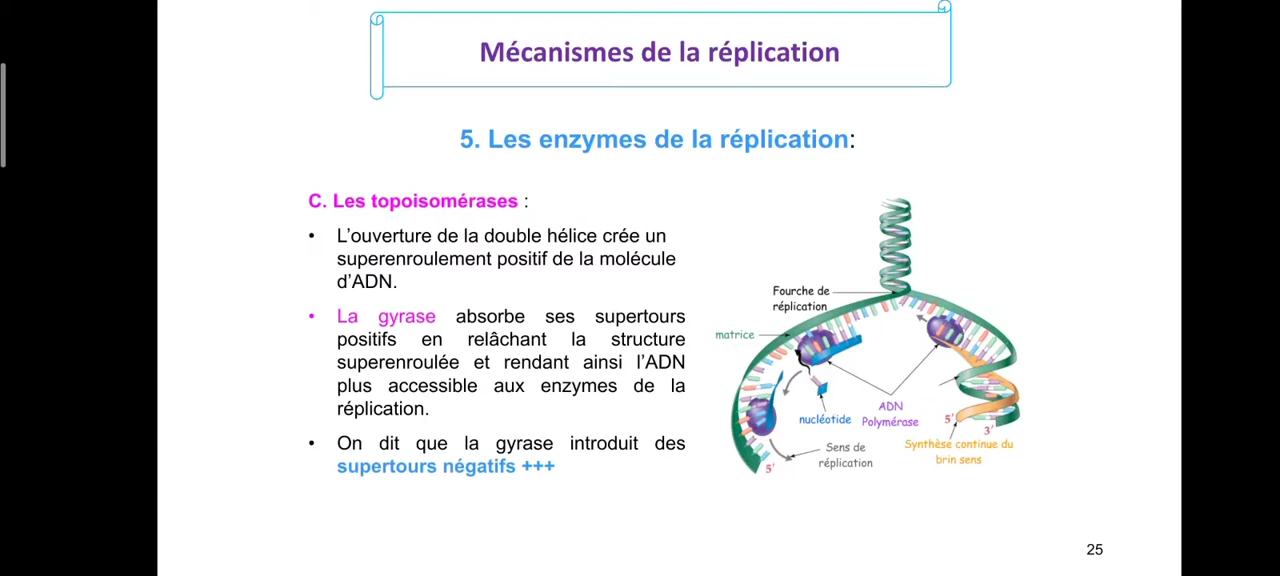 Mécanismes de la réplication
5. Les enzymes de la réplication:
C. Les topoisomérases :
• L'ouverture de la double hélice crée un
superenroulement positif de la molécule
d'ADN.
• La gyrase absorbe ses supertours
positifs en relâchant la structure
superenroulée et rendant ainsi l'ADN
plus accessible aux enzymes de la
réplication.
• On dit que la gyrase introduit des
supertours négatifs +++
Fourche de
réplication
matrice
nucléotide
ADN
Polymérase
5'
3'
Synthèse continue du
brin sens
Sens de
réplication
5'
25